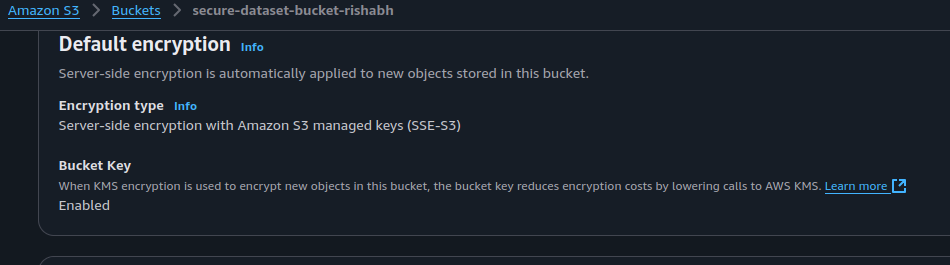 Amazon S3 > Buckets > secure-dataset-bucket-rishabh
Default encryption Info
Server-side encryption is automatically applied to new objects stored in this bucket.
Encryption type Info
Server-side encryption with Amazon S3 managed keys (SSE-S3)
Bucket Key
When KMS encryption is used to encrypt new objects in this bucket, the bucket key reduces encryption costs by lowering calls to AWS KMS. Learn more
Enabled